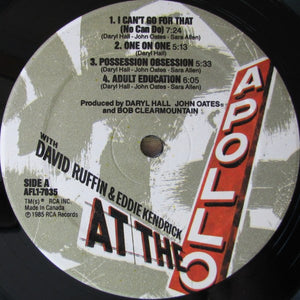 1. I CAN'T GO FOR THAT
(No Can Do) 7:24
(Daryl Hall - John Oates - Sara Allen)
2. ONE ON ONE 5:13
(Daryl Hall)
3. POSSESSION OBSESSION 5:33
(Daryl Hall - John Oates - Sara Allen)
4. ADULT EDUCATION 6:05
(Daryl Hall - John Oates - Sara Allen)
Produced by DARYL HALL JOHN OATES
and BOB CLEARMOUNTAIN
WITH
DAVID RUFFIN & EDDIE KENDRICK
AT THE
APOLLO
SIDE A
AFL1-7035
TM(s)® RCA INC.
Made in Canada
© 1985 RCA Records